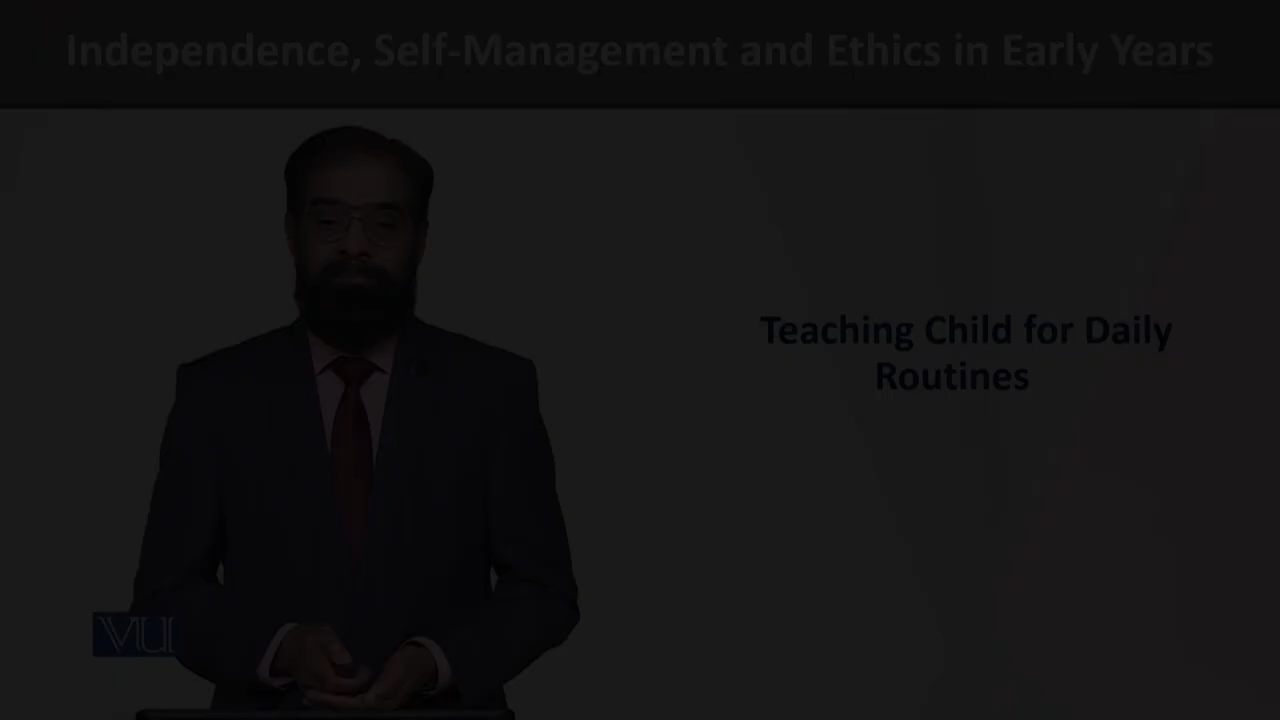 Independence, Self-Management and Ethics in Early Years
Teaching Child for Daily
Routines
VU